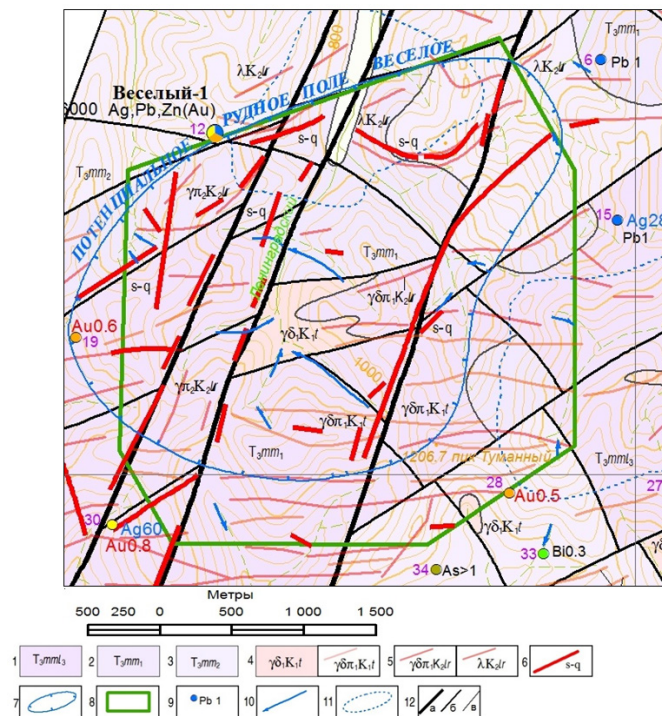 T₃mm₁
800
λK₂lr
6
Pb 1
λK₂lr
Веселый-1
Ag,Pb,Zn(Au)
6000
12
ПОТЕНЦИАЛЬНОЕ РУДНОЕ ПОЛЕ ВЕСЕЛОЕ
s-q
λK₂lr
s-q
T₃mm₂
γπ₂K₂lr
s-q
15
Ag28
Pb1
T₃mm₁
s-q
γδπ₁K₂lr
Au0.6
19
γδ₁K₁t
s-q
γπ₂K₂lr
1000
γδπ₁K₁t
γδπ₁K₁t
T₃mm₁
1206.7 пик Туманный
T₃mml₃
27
28
Au0.5
30
Ag60
Au0.8
γδ₁K₁t
33
Bi0.3
34
As>1
Метры
500 250 0 500 1 000 1 500
1 T₃mml₃ 2 T₃mm₁ 3 T₃mm₂ 4 γδ₁K₁t γδπ₁K₁t 5 γδπ₁K₂lr λK₂lr 6 s-q
7 8 9 Pb 1 10 11 12 а б в